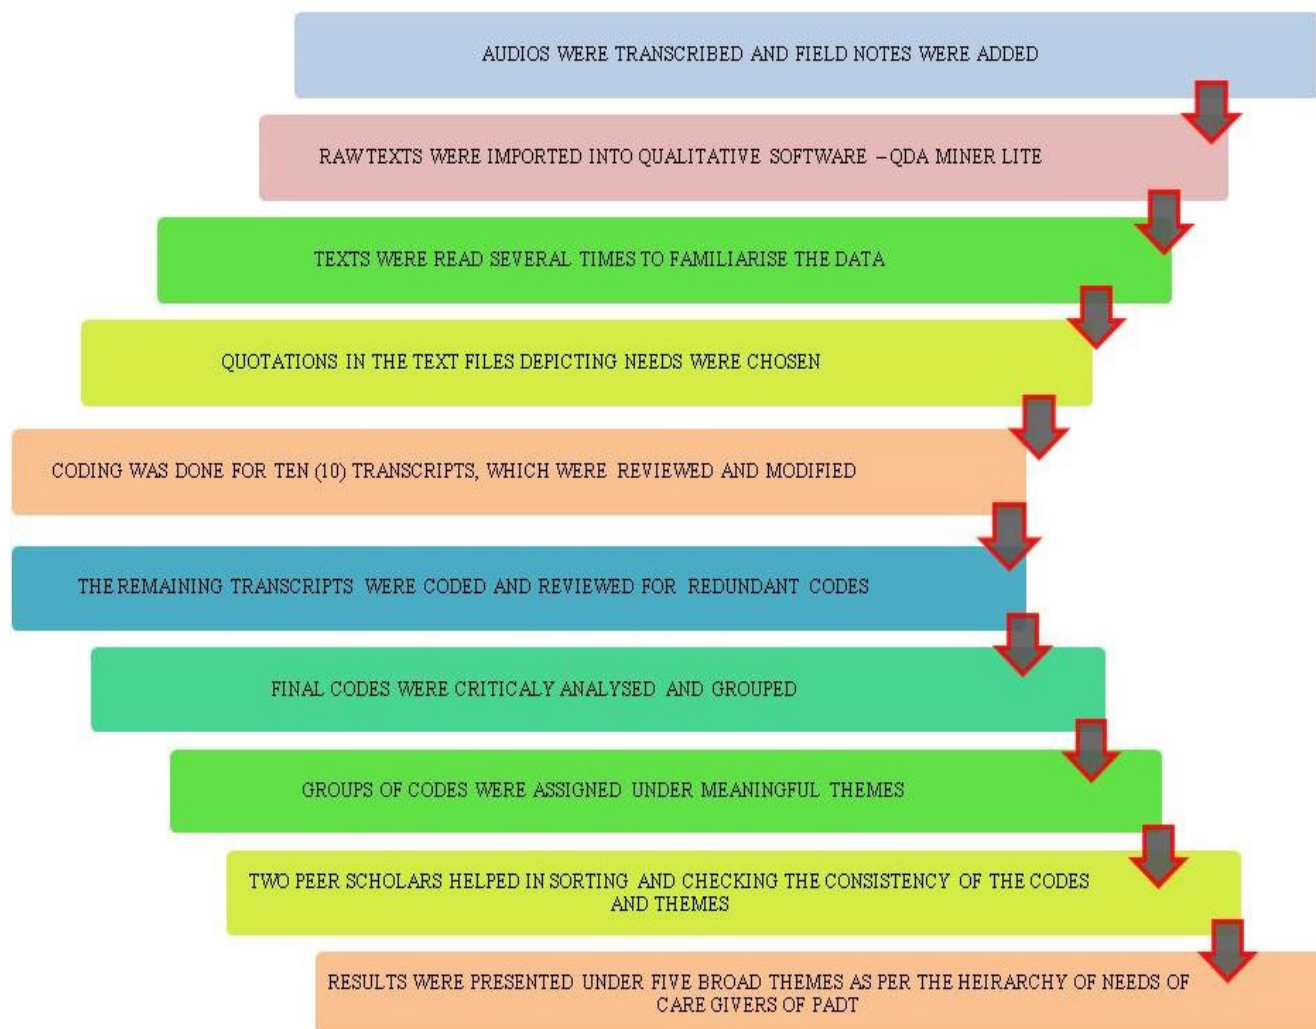 AUDIOS WERE TRANSCRIBED AND FIELD NOTES WERE ADDED
RAW TEXTS WERE IMPORTED INTO QUALITATIVE SOFTWARE – QDA MINER LITE
TEXTS WERE READ SEVERAL TIMES TO FAMILIARISE THE DATA
QUOTATIONS IN THE TEXT FILES DEPICTING NEEDS WERE CHOSEN
CODING WAS DONE FOR TEN (10) TRANSCRIPTS, WHICH WERE REVIEWED AND MODIFIED
THE REMAINING TRANSCRIPTS WERE CODED AND REVIEWED FOR REDUNDANT CODES
FINAL CODES WERE CRITICALY ANALYSED AND GROUPED
GROUPS OF CODES WERE ASSIGNED UNDER MEANINGFUL THEMES
TWO PEER SCHOLARS HELPED IN SORTING AND CHECKING THE CONSISTENCY OF THE CODES
AND THEMES
RESULTS WERE PRESENTED UNDER FIVE BROAD THEMES AS PER THE HEIRARCHY OF NEEDS OF
CARE GIVERS OF PADT